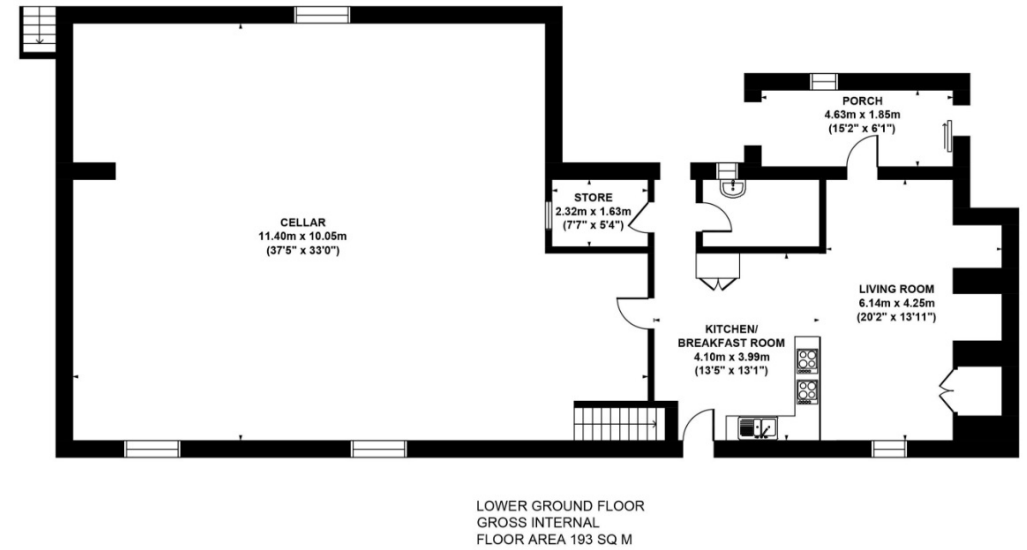 PORCH
4.63m x 1.85m
(15'2" x 6'1")
STORE
2.32m x 1.63m
(7'7" x 5'4")
CELLAR
11.40m x 10.05m
(37'5" x 33'0")
LIVING ROOM
6.14m x 4.25m
(20'2" x 13'11")
KITCHEN/
BREAKFAST ROOM
4.10m x 3.99m
(13'5" x 13'1")
LOWER GROUND FLOOR
GROSS INTERNAL
FLOOR AREA 193 SQ M